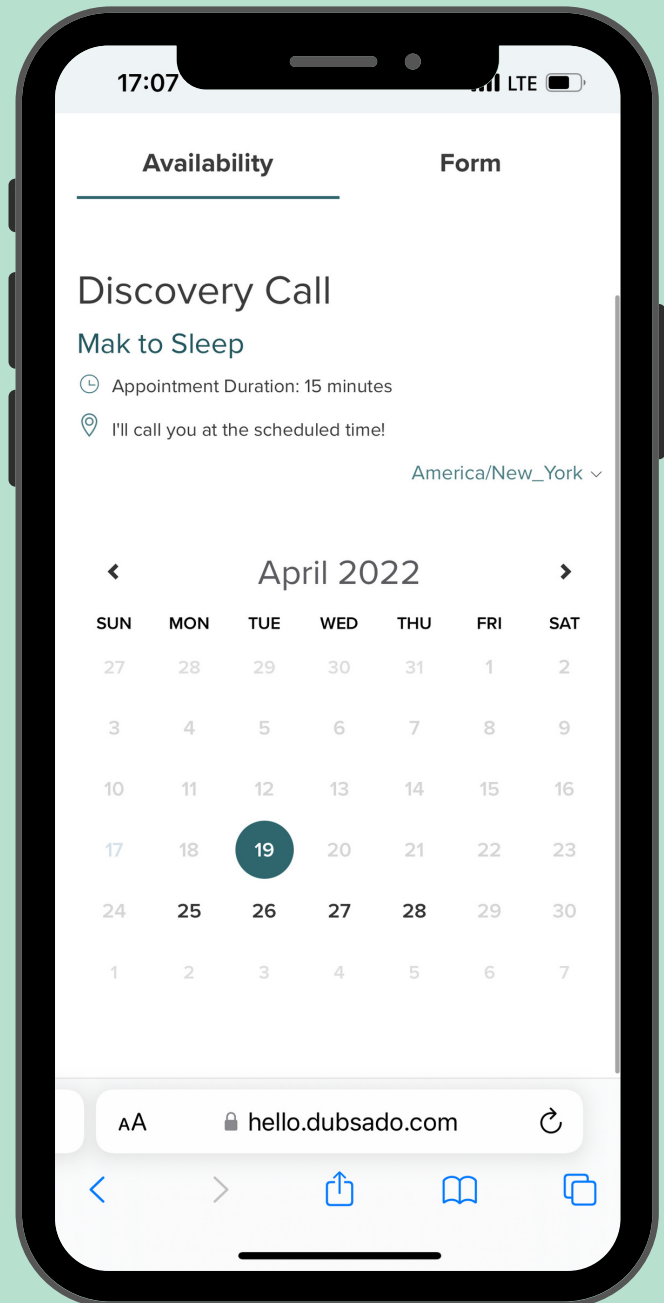 17:07 LTE
Availability Form
Discovery Call
Mak to Sleep
Appointment Duration: 15 minutes
I'll call you at the scheduled time!
America/New_York
April 2022
SUN MON TUE WED THU FRI SAT
27 28 29 30 31 1 2
3 4 5 6 7 8 9
10 11 12 13 14 15 16
17 18 19 20 21 22 23
24 25 26 27 28 29 30
1 2 3 4 5 6 7
AA hello.dubsado.com